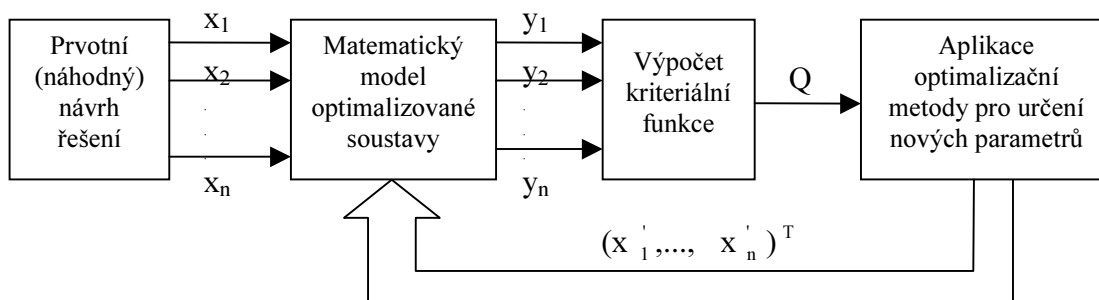 Prvotní
(náhodný)
návrh
řešení
x1
x2
xn
Matematický
model
optimalizované
soustavy
y1
y2
yn
Výpočet
kriteriální
funkce
Q
Aplikace
optimalizační
metody pro určení
nových parametrů
(x'1,..., x'n)T